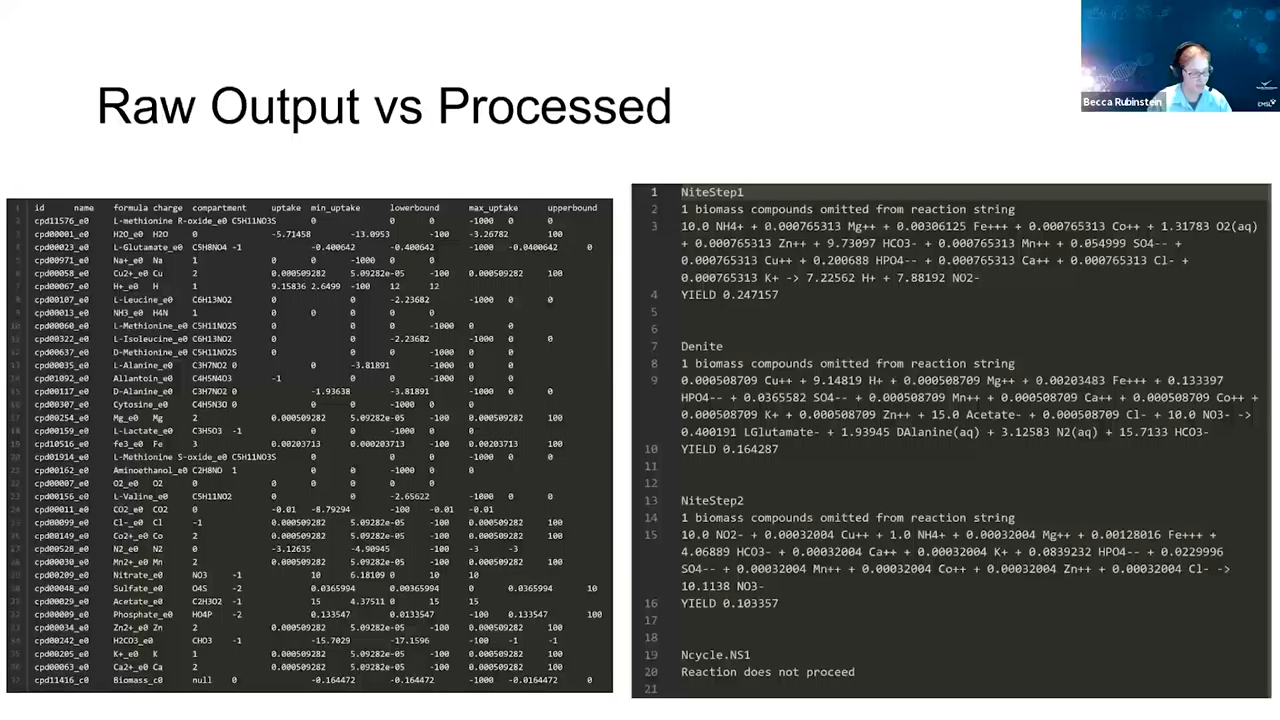 Becca Rubinstein
EMSL
Raw Output vs Processed
id name formula charge compartment uptake min_uptake lowerbound max_uptake upperbound
cpd11576_e0 L-methionine R-oxide_e0 C5H11NO3S 0 0 -1000 0 0
cpd00001_e0 H2O_e0 H2O 0 -5.71458 -13.0953 -100 -3.26782 100
cpd00023_e0 L-Glutamate_e0 C5H8NO4 -1 -0.400642 -0.400642 -1000 -0.0400642 0
cpd00971_e0 Na+_e0 Na 1 0 0 -1000 0 0
cpd00058_e0 Cu2+_e0 Cu 2 0.000509282 5.09282e-05 -100 0.000509282 100
cpd00067_e0 H+_e0 H 1 9.15836 2.6499 -100 12 12
cpd00107_e0 L-Leucine_e0 C6H13NO2 0 -2.23682 -1000 0 0
cpd00013_e0 NH3_e0 H4N 1 0 0 0 0 0
cpd00060_e0 L-Methionine_e0 C5H11NO2S 0 0 -1000 0 0
cpd00322_e0 L-Isoleucine_e0 C6H13NO2 0 -2.23682 -1000 0 0
cpd00637_e0 D-Methionine_e0 C5H11NO2S 0 0 -1000 0 0
cpd00035_e0 L-Alanine_e0 C3H7NO2 0 -3.81891 -1000 0 0
cpd01092_e0 Allantoin_e0 C4H5N4O3 -1 0 0 -1000 0 0
cpd00117_e0 D-Alanine_e0 C3H7NO2 0 -1.93638 -3.81891 -1000 0 0
cpd00307_e0 Cytosine_e0 C4H5N3O 0 0 -1000 0 0
cpd00254_e0 Mg_e0 Mg 2 0.000509282 5.09282e-05 -100 0.000509282 100
cpd00159_e0 L-Lactate_e0 C3H5O3 -1 0 0 -1000 0 0
cpd10516_e0 fe3_e0 Fe 3 0.00203713 0.000203713 -100 0.00203713 100
cpd01914_e0 L-Methionine S-oxide_e0 C5H11NO3S 0 0 -1000 0 0
cpd00162_e0 Aminoethanol_e0 C2H8NO 1 0 0 -1000 0 0
cpd00007_e0 O2_e0 O2 0 0 0 0 0 0
cpd00156_e0 L-Valine_e0 C5H11NO2 0 -2.65622 -1000 0 0
cpd00011_e0 CO2_e0 CO2 0 -0.01 -8.79294 -100 -0.01 -0.01
cpd00099_e0 Cl-_e0 Cl -1 0.000509282 5.09282e-05 -100 0.000509282 100
cpd00149_e0 Co2+_e0 Co 2 0.000509282 5.09282e-05 -100 0.000509282 100
cpd00528_e0 N2_e0 N2 0 -3.12635 -4.90945 -100 -3 -3
cpd00030_e0 Mn2+_e0 Mn 2 0.000509282 5.09282e-05 -100 0.000509282 100
cpd00209_e0 Nitrate_e0 NO3 -1 10 6.18109 0 10 10
cpd00048_e0 Sulfate_e0 O4S -2 0.0365994 0.00365994 0 0.0365994 10
cpd00029_e0 Acetate_e0 C2H3O2 -1 15 4.37511 0 15 15
cpd00009_e0 Phosphate_e0 HO4P -2 0.133547 0.0133547 -100 0.133547 100
cpd00034_e0 Zn2+_e0 Zn 2 0.000509282 5.09282e-05 -100 0.000509282 100
cpd00242_e0 H2CO3_e0 CHO3 -1 -15.7029 -17.1596 -100 -1 -1
cpd00205_e0 K+_e0 K 1 0.000509282 5.09282e-05 -100 0.000509282 100
cpd00063_e0 Ca2+_e0 Ca 2 0.000509282 5.09282e-05 -100 0.000509282 100
cpd11416_c0 Biomass_c0 null 0 -0.164472 -0.164472 -1000 -0.0164472 0
1 NiteStep1
2 1 biomass compounds omitted from reaction string
3 10.0 NH4+ + 0.000765313 Mg++ + 0.00306125 Fe+++ + 0.000765313 Co++ + 1.31783 O2(aq)
+ 0.000765313 Zn++ + 9.73097 HCO3- + 0.000765313 Mn++ + 0.054999 SO4-- +
0.000765313 Cu++ + 0.200688 HPO4-- + 0.000765313 Ca++ + 0.000765313 Cl- +
0.000765313 K+ -> 7.22562 H+ + 7.88192 NO2-
4 YIELD 0.247157
5
6
7 Denite
8 1 biomass compounds omitted from reaction string
9 0.000508709 Cu++ + 9.14819 H+ + 0.000508709 Mg++ + 0.00203483 Fe+++ + 0.133397
HPO4-- + 0.0365582 SO4-- + 0.000508709 Mn++ + 0.000508709 Ca++ + 0.000508709 Co++ +
0.000508709 K+ + 0.000508709 Zn++ + 15.0 Acetate- + 0.000508709 Cl- + 10.0 NO3- ->
0.400191 LGlutamate- + 1.93945 DAlanine(aq) + 3.12583 N2(aq) + 15.7133 HCO3-
10 YIELD 0.164287
11
12
13 NiteStep2
14 1 biomass compounds omitted from reaction string
15 10.0 NO2- + 0.00032004 Cu++ + 1.0 NH4+ + 0.00032004 Mg++ + 0.00128016 Fe+++ +
4.06889 HCO3- + 0.00032004 Ca++ + 0.00032004 K+ + 0.0839232 HPO4-- + 0.0229996
SO4-- + 0.00032004 Mn++ + 0.00032004 Co++ + 0.00032004 Zn++ + 0.00032004 Cl- ->
10.1138 NO3-
16 YIELD 0.103357
17
18
19 Ncycle.NS1
20 Reaction does not proceed
21